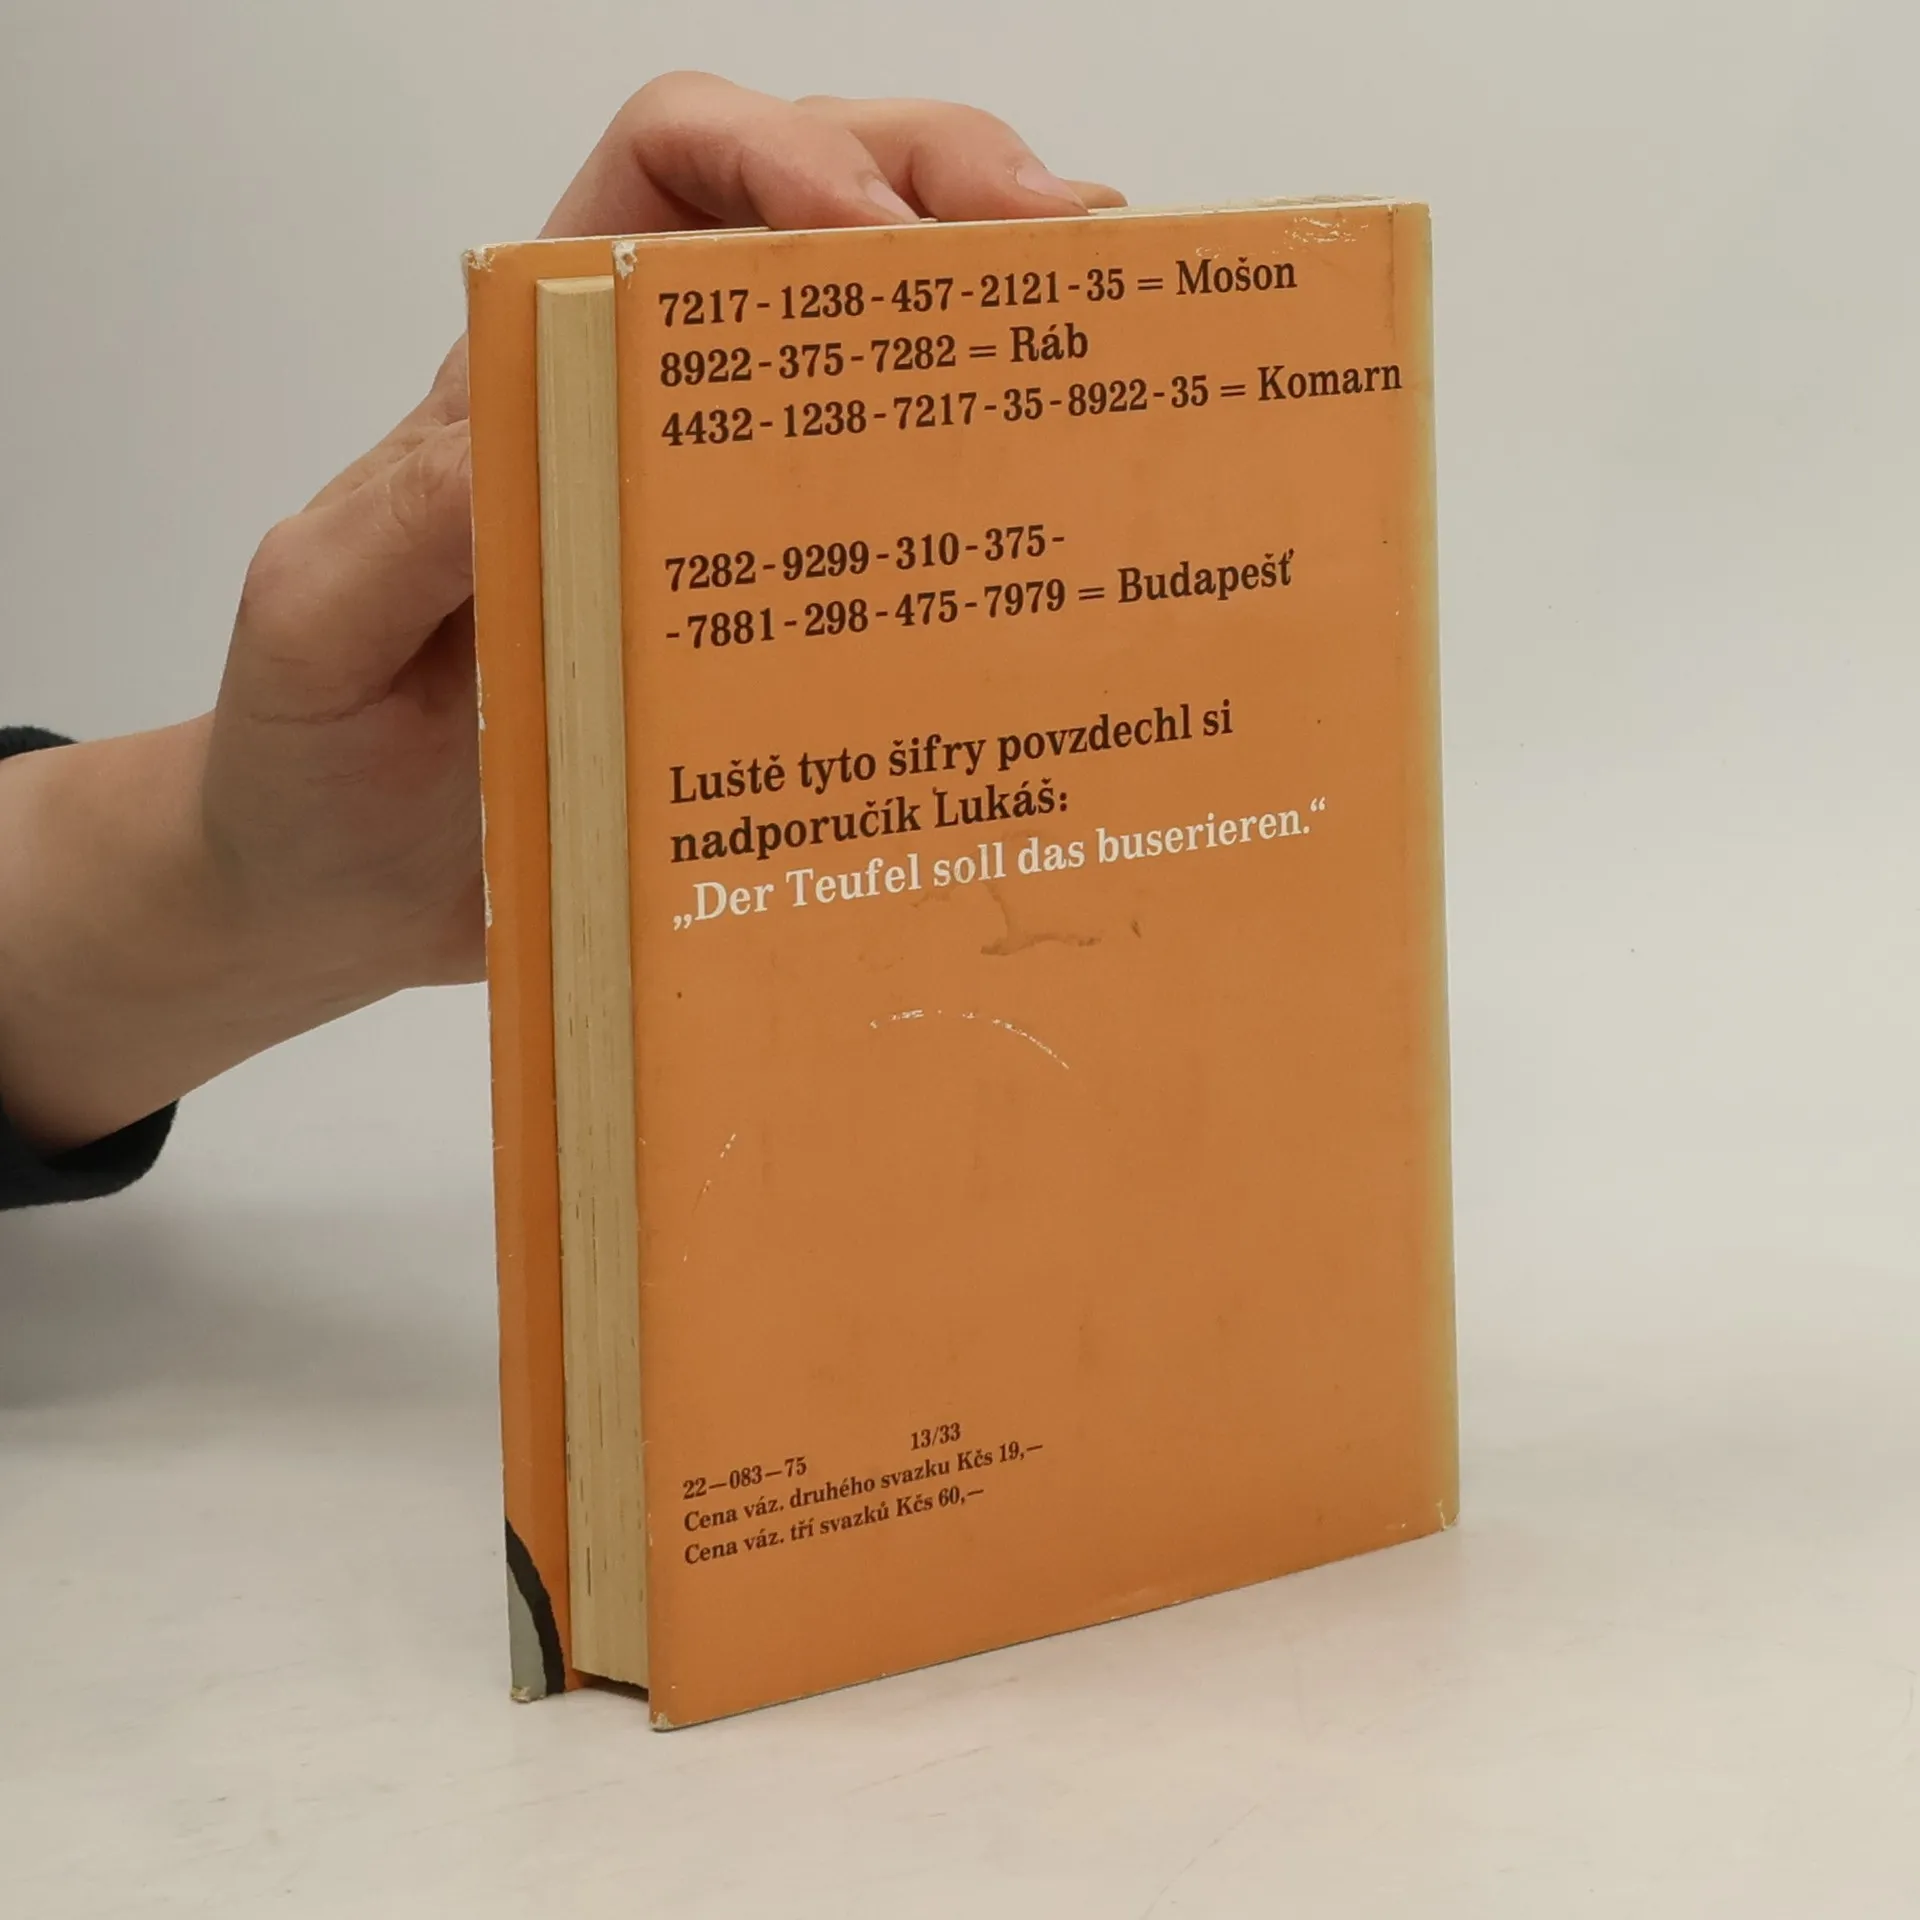 7217-1238-457-2121-35 = Mošon
8922-375-7282 = Ráb
4432-1238-7217-35-8922-35 = Komarn
7282-9299-310-375-
-7881-298-475-7979 = Budapešť
Luště tyto šifry povzdechl si
nadporučík Lukáš:
„Der Teufel soll das buserieren.“
22—083—75 13/33
Cena váz. druhého svazku Kčs 19,—
Cena váz. tří svazků Kčs 60,—